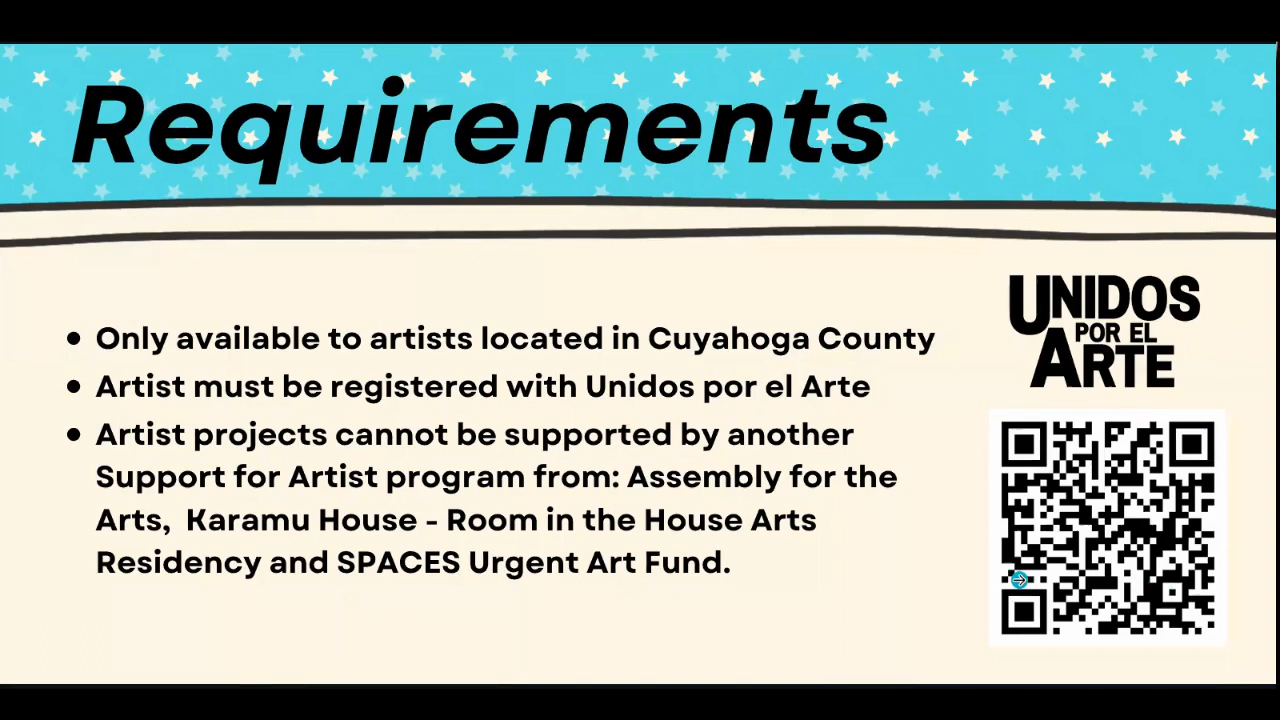 Requirements
• Only available to artists located in Cuyahoga County
• Artist must be registered with Unidos por el Arte
• Artist projects cannot be supported by another
Support for Artist program from: Assembly for the
Arts, Karamu House - Room in the House Arts
Residency and SPACES Urgent Art Fund.
UNIDOS
POR EL
ARTE